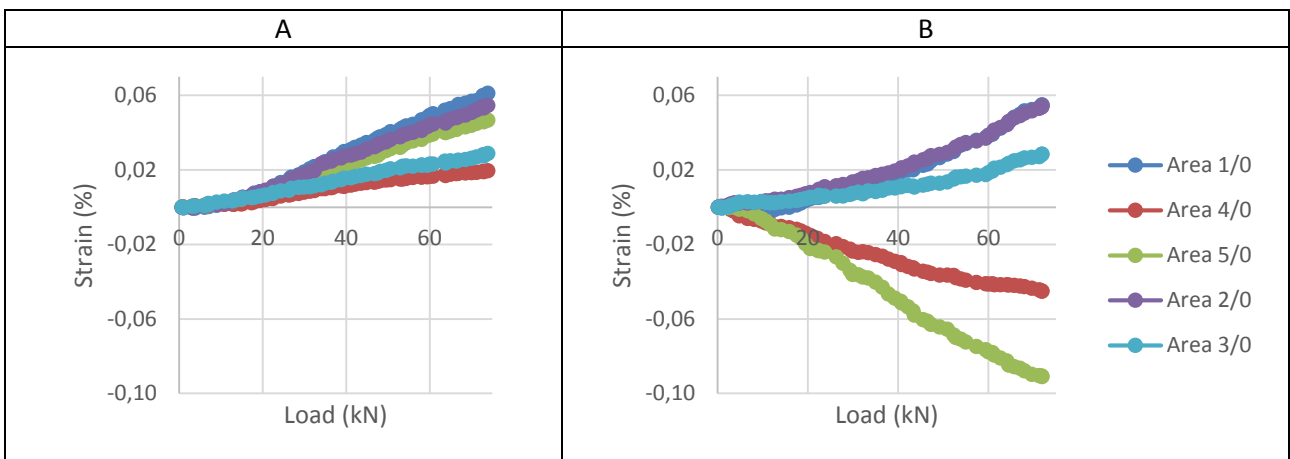 A
B
0,06
0,02
-0,02
-0,06
-0,10
0 20 40 60
Strain (%)
Load (kN)
0,06
0,02
-0,02
-0,06
-0,10
0 20 40 60
Strain (%)
Load (kN)
Area 1/0
Area 4/0
Area 5/0
Area 2/0
Area 3/0